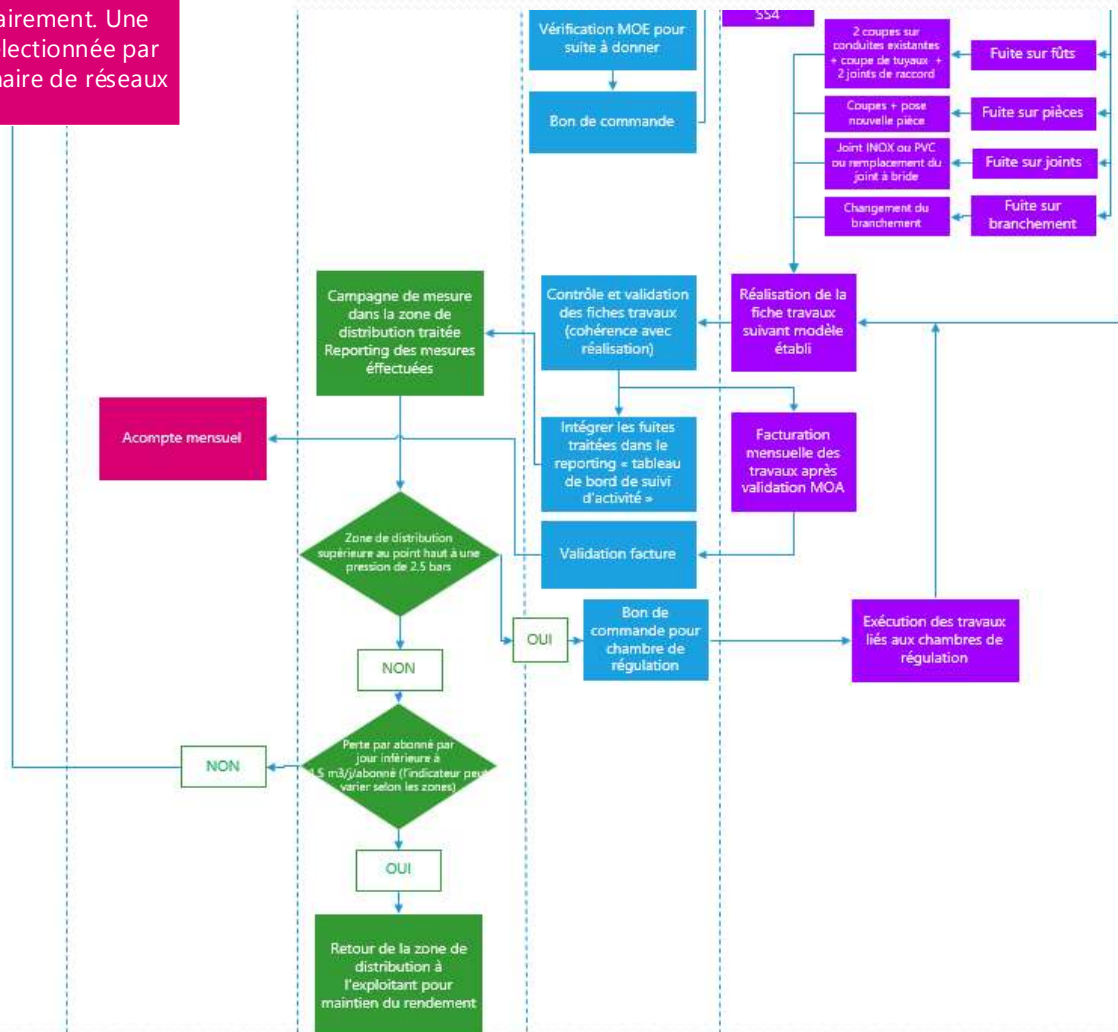 airement. Une
électionnée par
naire de réseaux
Vérification MOE pour
suite à donner
Bon de commande
SS4
2 coupes sur
conduites existantes
+ coupe de tuyaux +
2 joints de raccord
Fuite sur fûts
Coupes + pose
nouvelle pièce
Fuite sur pièces
Joint INOX ou PVC
ou remplacement du
joint à bride
Fuite sur joints
Changement du
branchement
Fuite sur
branchement
Campagne de mesure
dans la zone de
distribution traitée
Reporting des mesures
éffectuées
Contrôle et validation
des fiches travaux
(cohérence avec
réalisation)
Réalisation de la
fiche travaux
suivant modèle
établi
Acompte mensuel
Intégrer les fuites
traitées dans le
reporting « tableau
de bord de suivi
d'activité »
Facturation
mensuelle des
travaux après
validation MOA
Zone de distribution
supérieure au point haut à une
pression de 2.5 bars
Validation facture
OUI
Bon de
commande pour
chambre de
régulation
Exécution des travaux
liés aux chambres de
régulation
NON
NON
Perte par abonné par
jour inférieure à
.5 m3/j/abonné (l'indicateur peut
varier selon les zones)
OUI
Retour de la zone de
distribution à
l'exploitant pour
maintien du rendement